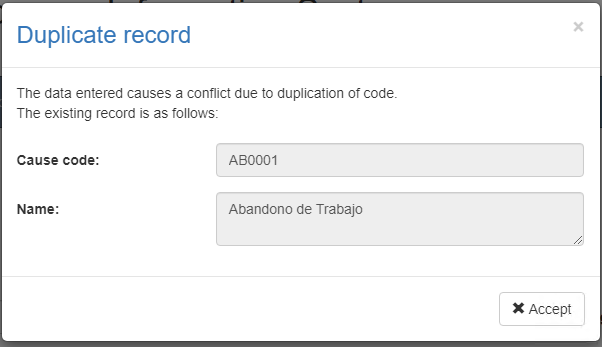 Duplicate record
×
The data entered causes a conflict due to duplication of code.
The existing record is as follows:
Cause code: AB0001
Name: Abandono de Trabajo
✖ Accept